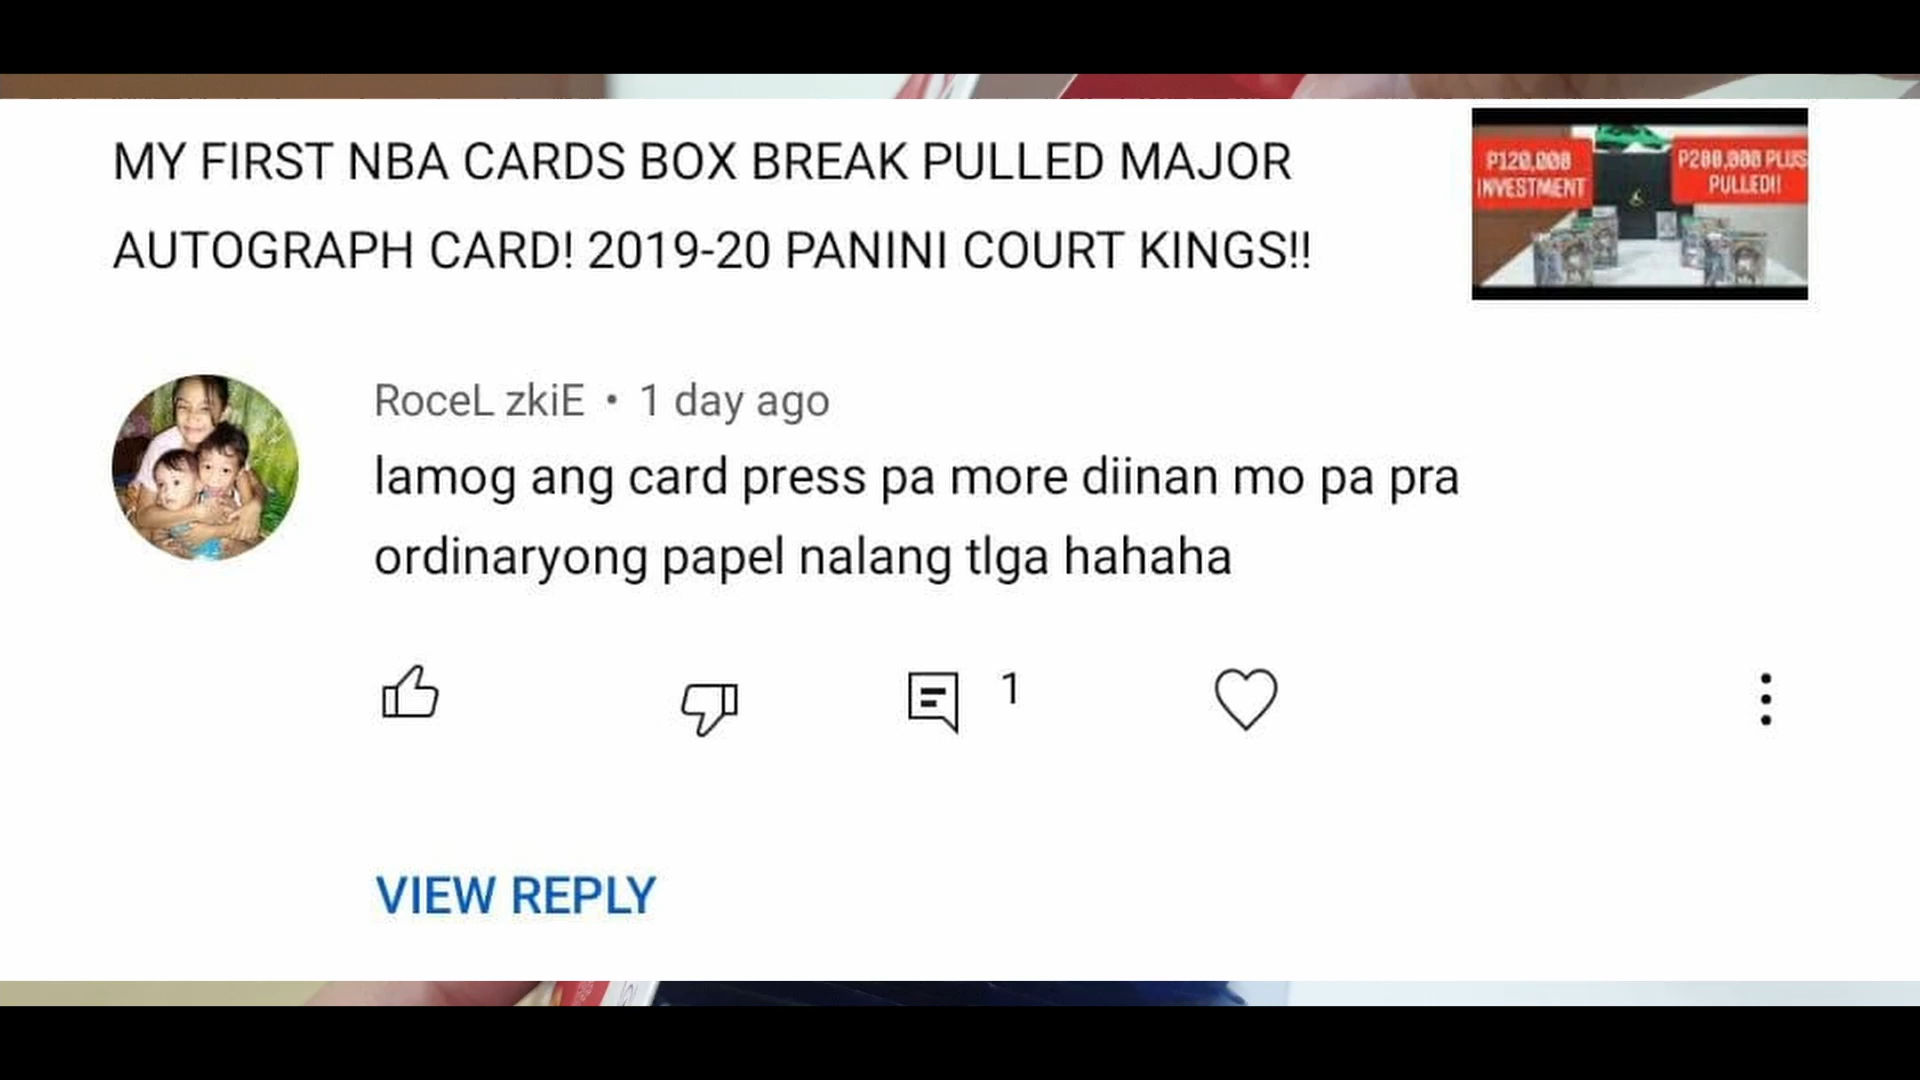 MY FIRST NBA CARDS BOX BREAK PULLED MAJOR
AUTOGRAPH CARD! 2019-20 PANINI COURT KINGS!!
P120,000
INVESTMENT
P200,000 PLUS
PULLED!!
RoceL zkiE • 1 day ago
lamog ang card press pa more diinan mo pa pra
ordinaryong papel nalang tlga hahaha
1
VIEW REPLY